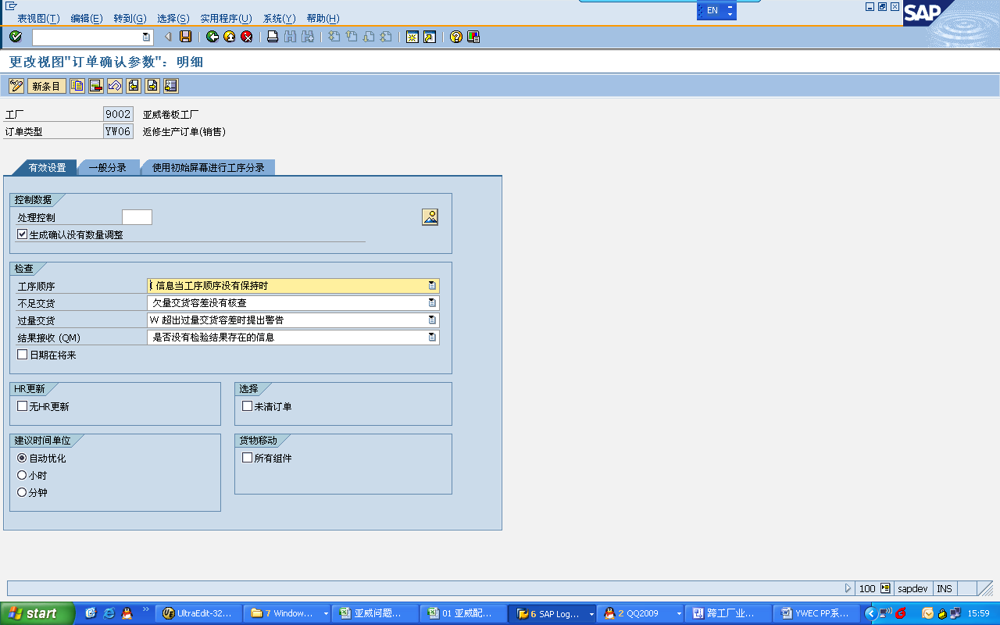 EN
表视图(T) 编辑(E) 转到(G) 选择(S) 实用程序(U) 系统(Y) 帮助(H)
SAP
更改视图"订单确认参数"：明细
新条目
工厂 9002 亚威卷板工厂
订单类型 YW06 返修生产订单(销售)
有效设置 一般分录 使用初始屏幕进行工序分录
控制数据
处理控制
生成确认没有数量调整
检查
工序顺序 信息当工序顺序没有保持时
不足交货 欠量交货容差没有核查
过量交货 W 超出过量交货容差时提出警告
结果接收 (QM) 是否没有检验结果存在的信息
日期在将来
HR更新 选择
无HR更新 未清订单
建议时间单位 货物移动
自动优化 所有组件
小时
分钟
100 sapdev INS
start UltraEdit-32... 7 Window... 亚威问题... 01 亚威配... 6 SAP Log... 2 QQ2009 跨工厂业... YWEC PP系... 15:59